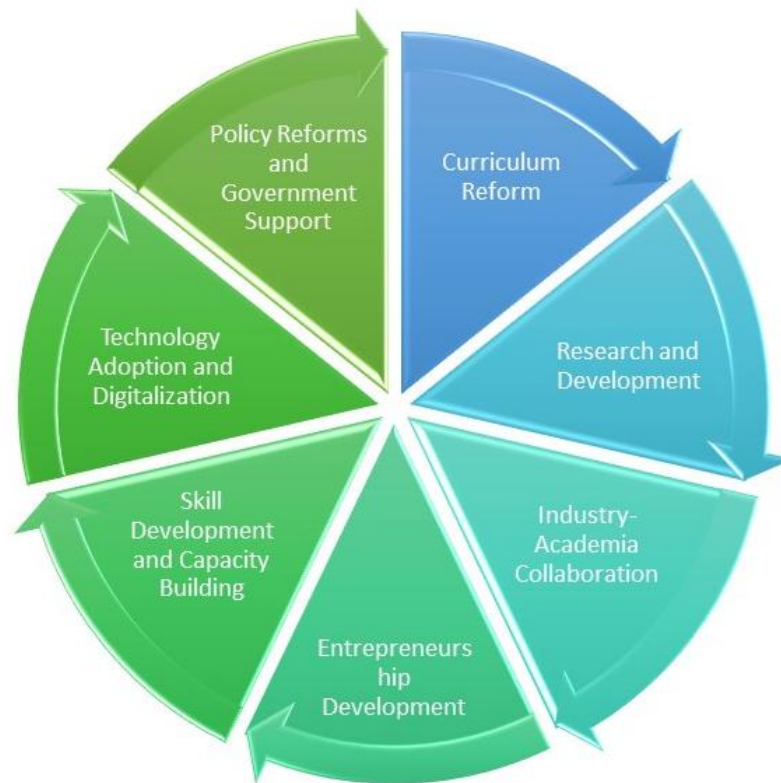 Curriculum
Reform
Research and
Development
Industry-
Academia
Collaboration
Entrepreneurs
hip
Development
Skill
Development
and Capacity
Building
Technology
Adoption and
Digitalization
Policy Reforms
and
Government
Support